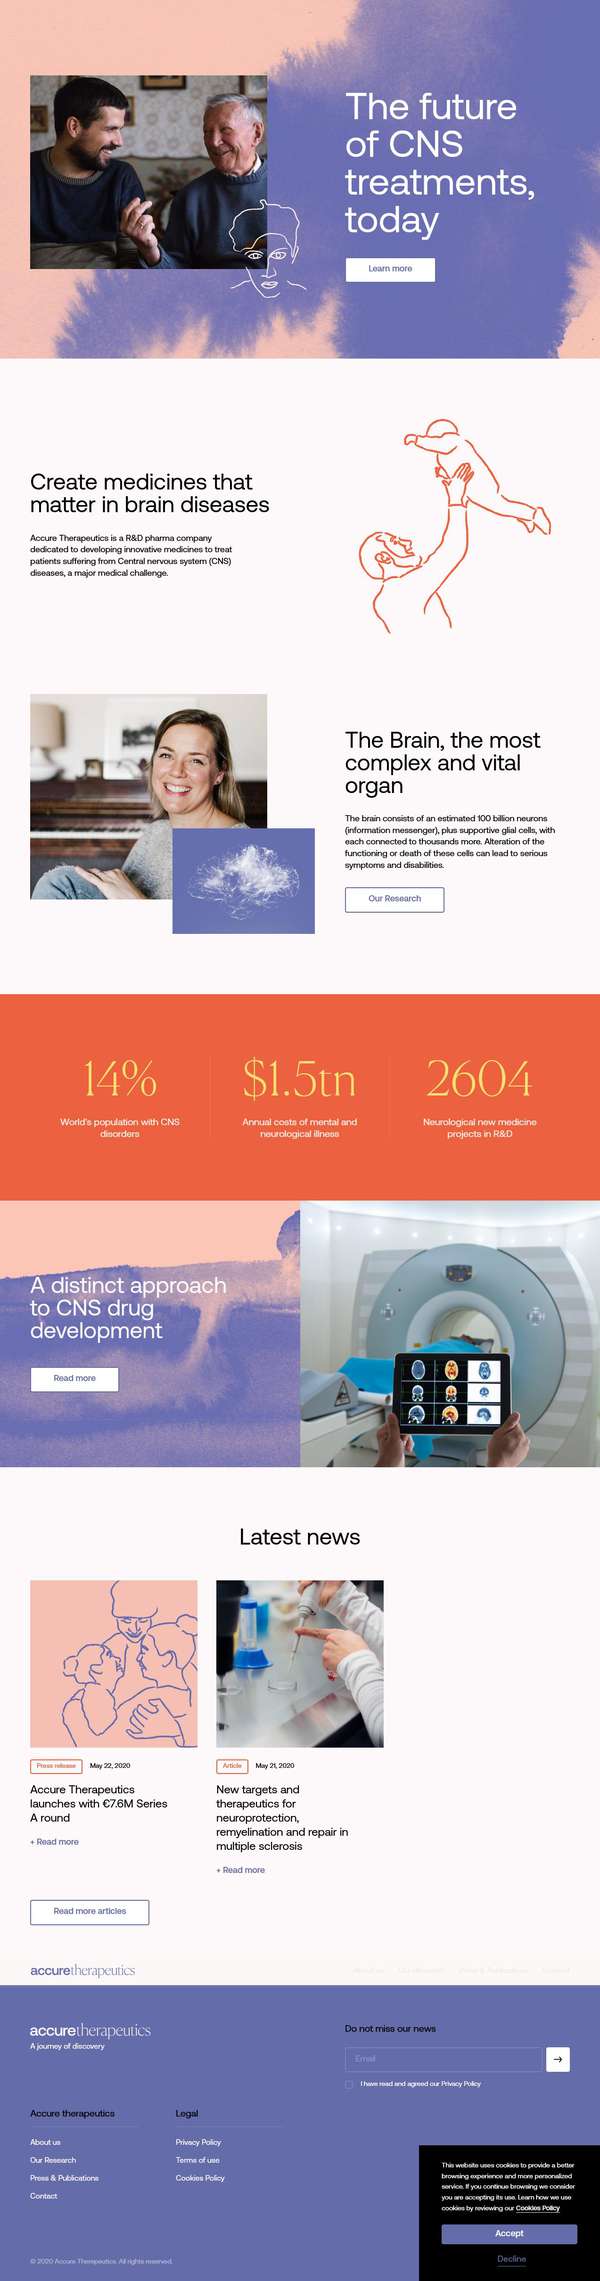 The future
of CNS
treatments,
today
Learn more
Create medicines that
matter in brain diseases
Accure Therapeutics is a R&D pharma company
dedicated to developing innovative medicines to treat
patients suffering from Central nervous system (CNS)
diseases, a major medical challenge.
The Brain, the most
complex and vital
organ
The brain consists of an estimated 100 billion neurons
(information messenger), plus supportive glial cells, with
each connected to thousands more. Alteration of the
functioning or death of these cells can lead to serious
symptoms and disabilities.
Our Research
14%
World's population with CNS
disorders
$1.5tn
Annual costs of mental and
neurological illness
2604
Neurological new medicine
projects in R&D
A distinct approach
to CNS drug
development
Read more
Latest news
Press release May 22, 2020
Accure Therapeutics
launches with €7.6M Series
A round
+ Read more
Article May 21, 2020
New targets and
therapeutics for
neuroprotection,
remyelination and repair in
multiple sclerosis
+ Read more
Read more articles
accuretherapeutics
About us Our Research Press & Publications Contact
accuretherapeutics
A journey of discovery
Do not miss our news
Email
→
I have read and agreed our Privacy Policy
Accure therapeutics
About us
Our Research
Press & Publications
Contact
Legal
Privacy Policy
Terms of use
Cookies Policy
This website uses cookies to provide a better
browsing experience and more personalized
service. If you continue browsing we consider
you are accepting its use. Learn how we use
cookies by reviewing our Cookies Policy
Accept
Decline
© 2020 Accure Therapeutics. All rights reserved.